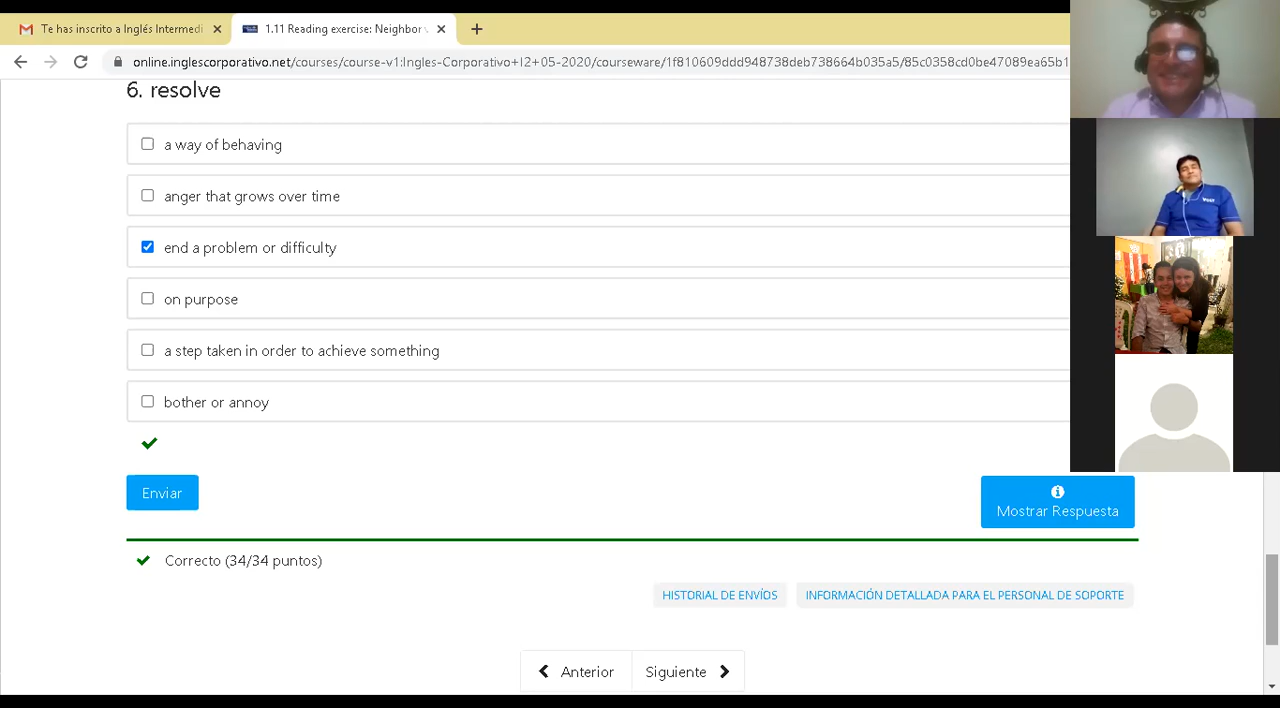 Te has inscrito a Inglés Intermedi
1.11 Reading exercise: Neighbor
online.inglescorporativo.net/courses/course-v1:Ingles-Corporativo+I2+05-2020/courseware/1f810609ddd948738deb738664b035a5/85c0358cd0be47089ea65b1
6. resolve
a way of behaving
anger that grows over time
end a problem or difficulty
on purpose
a step taken in order to achieve something
bother or annoy
Enviar
Mostrar Respuesta
Correcto (34/34 puntos)
HISTORIAL DE ENVÍOS
INFORMACIÓN DETALLADA PARA EL PERSONAL DE SOPORTE
Anterior
Siguiente